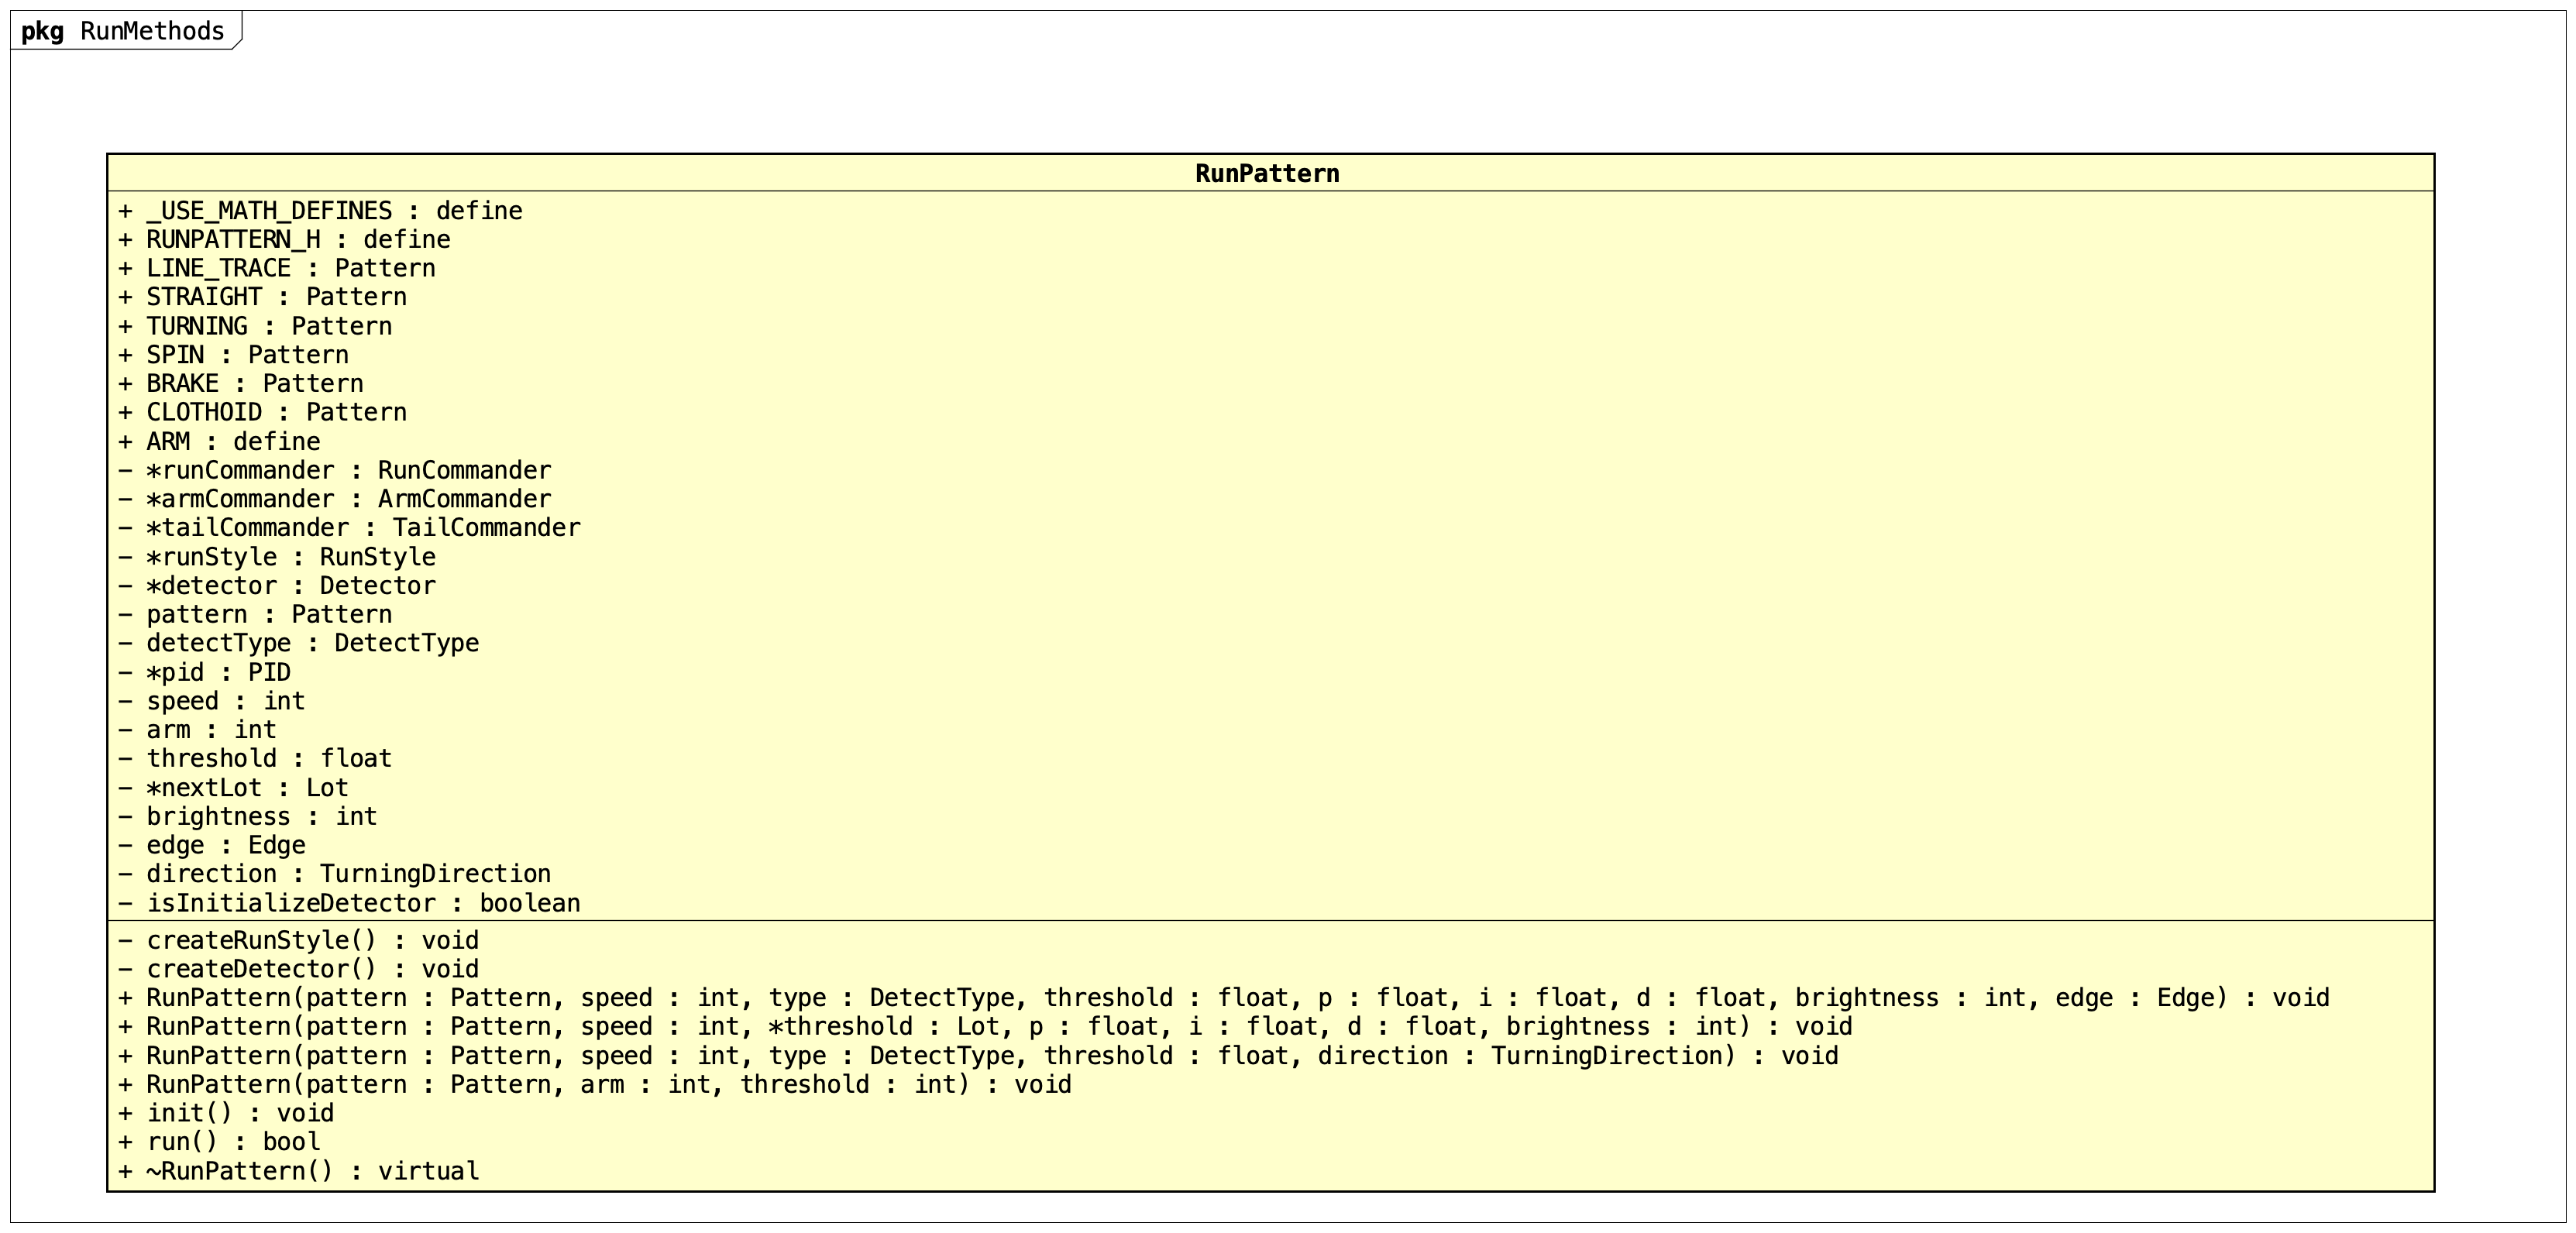 pkg RunMethods
RunPattern
+ _USE_MATH_DEFINES : define
+ RUNPATTERN_H : define
+ LINE_TRACE : Pattern
+ STRAIGHT : Pattern
+ TURNING : Pattern
+ SPIN : Pattern
+ BRAKE : Pattern
+ CLOTHOID : Pattern
+ ARM : define
− *runCommander : RunCommander
− *armCommander : ArmCommander
− *tailCommander : TailCommander
− *runStyle : RunStyle
− *detector : Detector
− pattern : Pattern
− detectType : DetectType
− *pid : PID
− speed : int
− arm : int
− threshold : float
− *nextLot : Lot
− brightness : int
− edge : Edge
− direction : TurningDirection
− isInitializeDetector : boolean
− createRunStyle() : void
− createDetector() : void
+ RunPattern(pattern : Pattern, speed : int, type : DetectType, threshold : float, p : float, i : float, d : float, brightness : int, edge : Edge) : void
+ RunPattern(pattern : Pattern, speed : int, *threshold : Lot, p : float, i : float, d : float, brightness : int) : void
+ RunPattern(pattern : Pattern, speed : int, type : DetectType, threshold : float, direction : TurningDirection) : void
+ RunPattern(pattern : Pattern, arm : int, threshold : int) : void
+ init() : void
+ run() : bool
+ ~RunPattern() : virtual